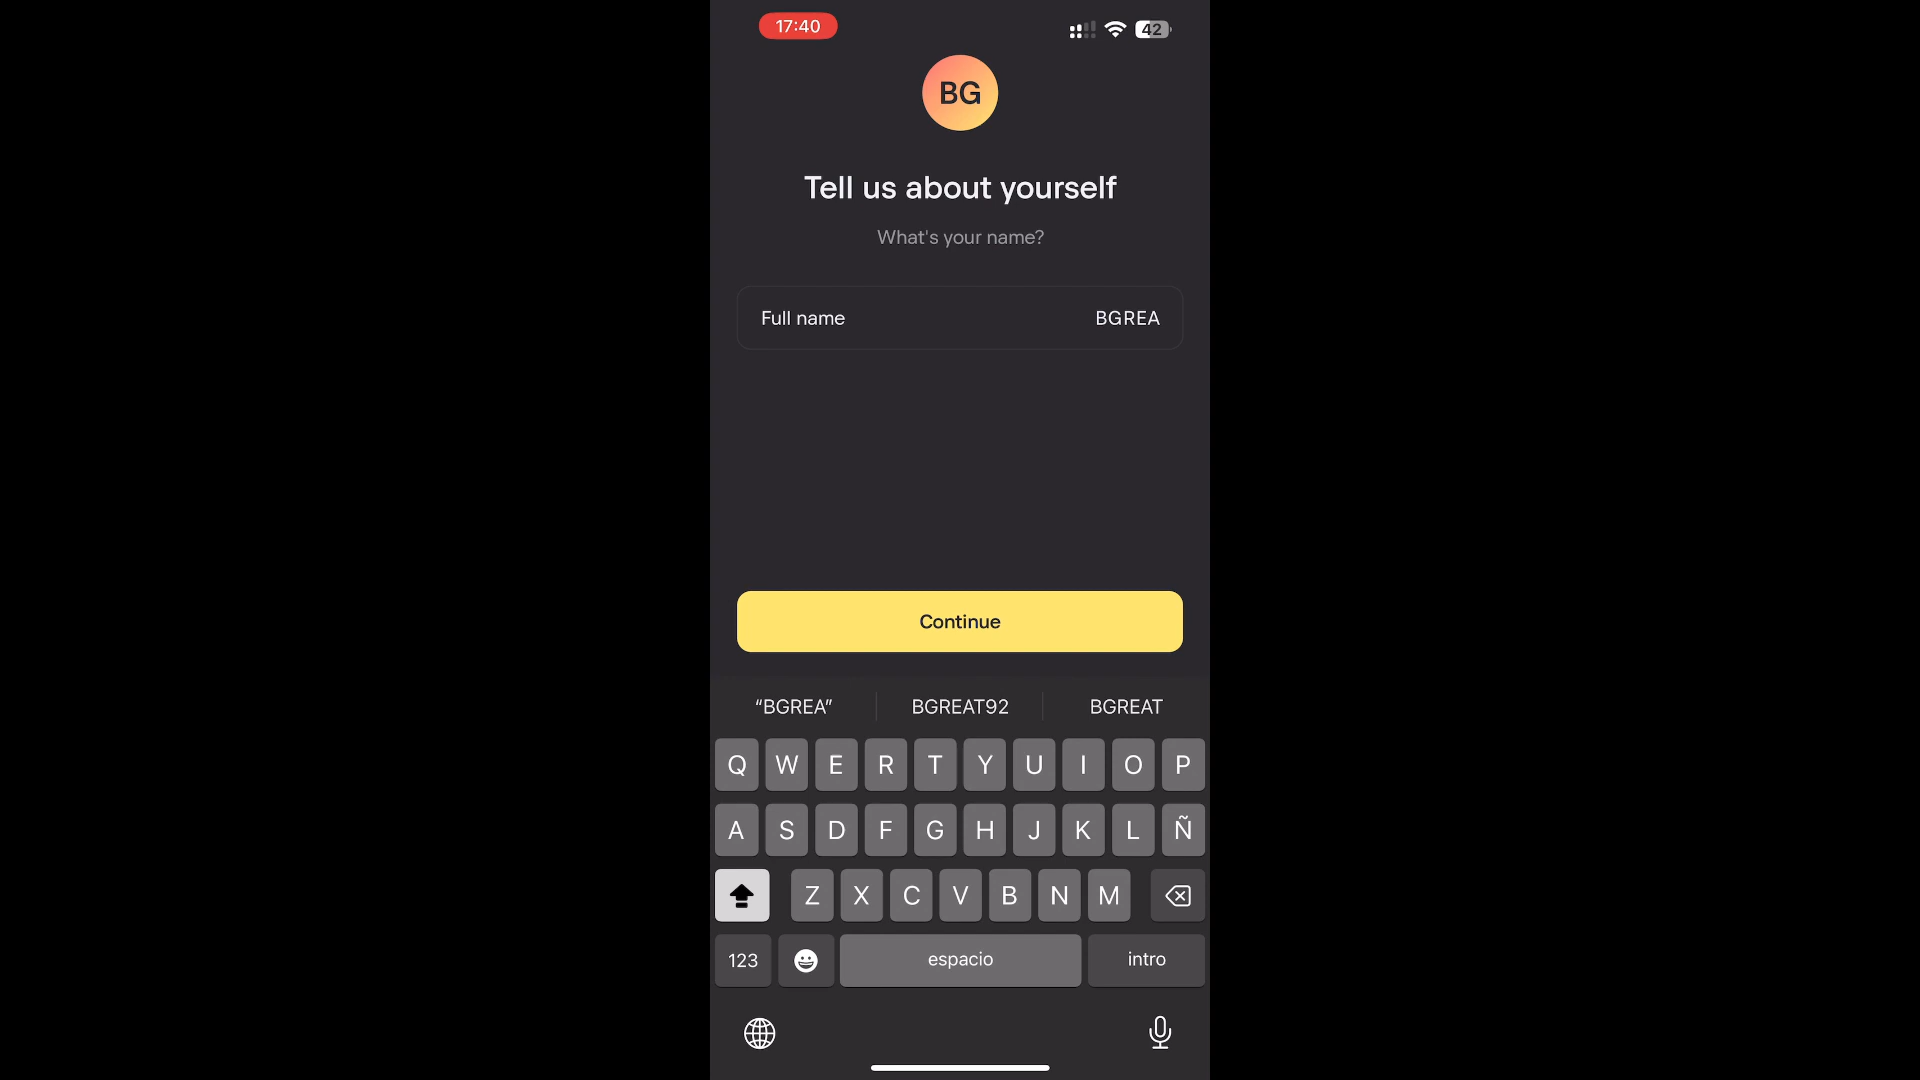 17:40
42
BG
Tell us about yourself
What's your name?
Full name BGREA
Continue
“BGREA” BGREAT92 BGREAT
Q W E R T Y U I O P
A S D F G H J K L Ñ
Z X C V B N M
123 espacio intro